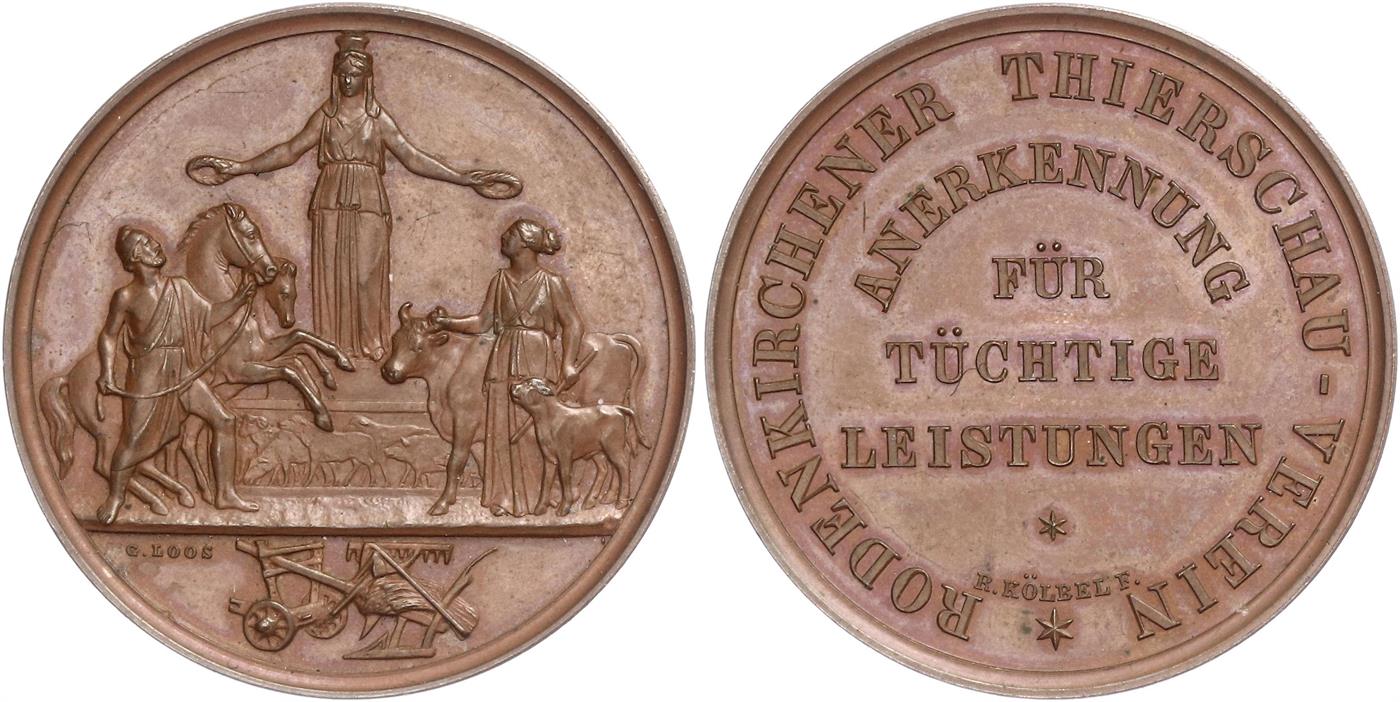 G. LOOS
RODENKIRCHENER THIERSCHAU-VEREIN
ANERKENNUNG
FÜR
TÜCHTIGE
LEISTUNGEN
R. KÖLBEL F.